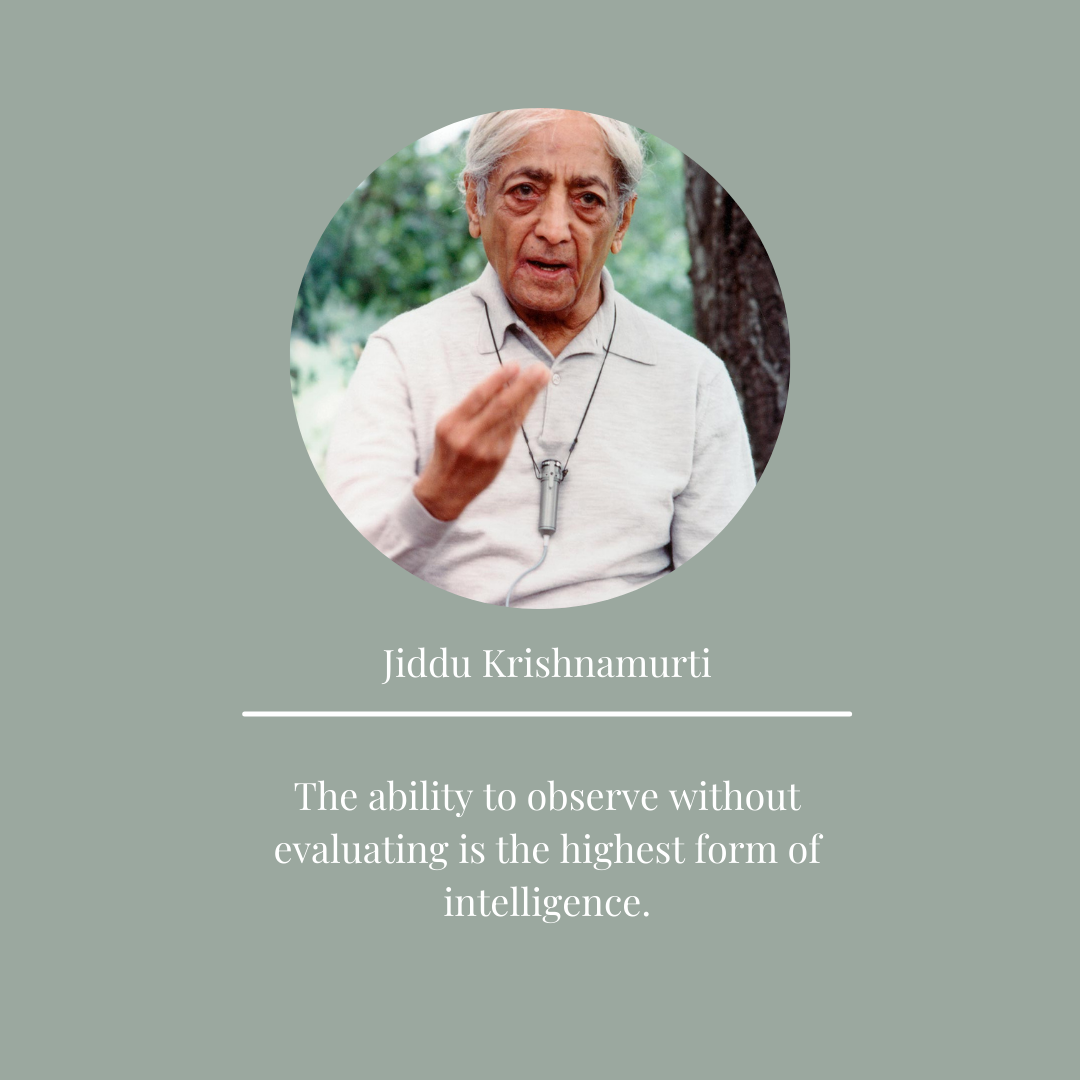 Jiddu Krishnamurti
The ability to observe without
evaluating is the highest form of
intelligence.